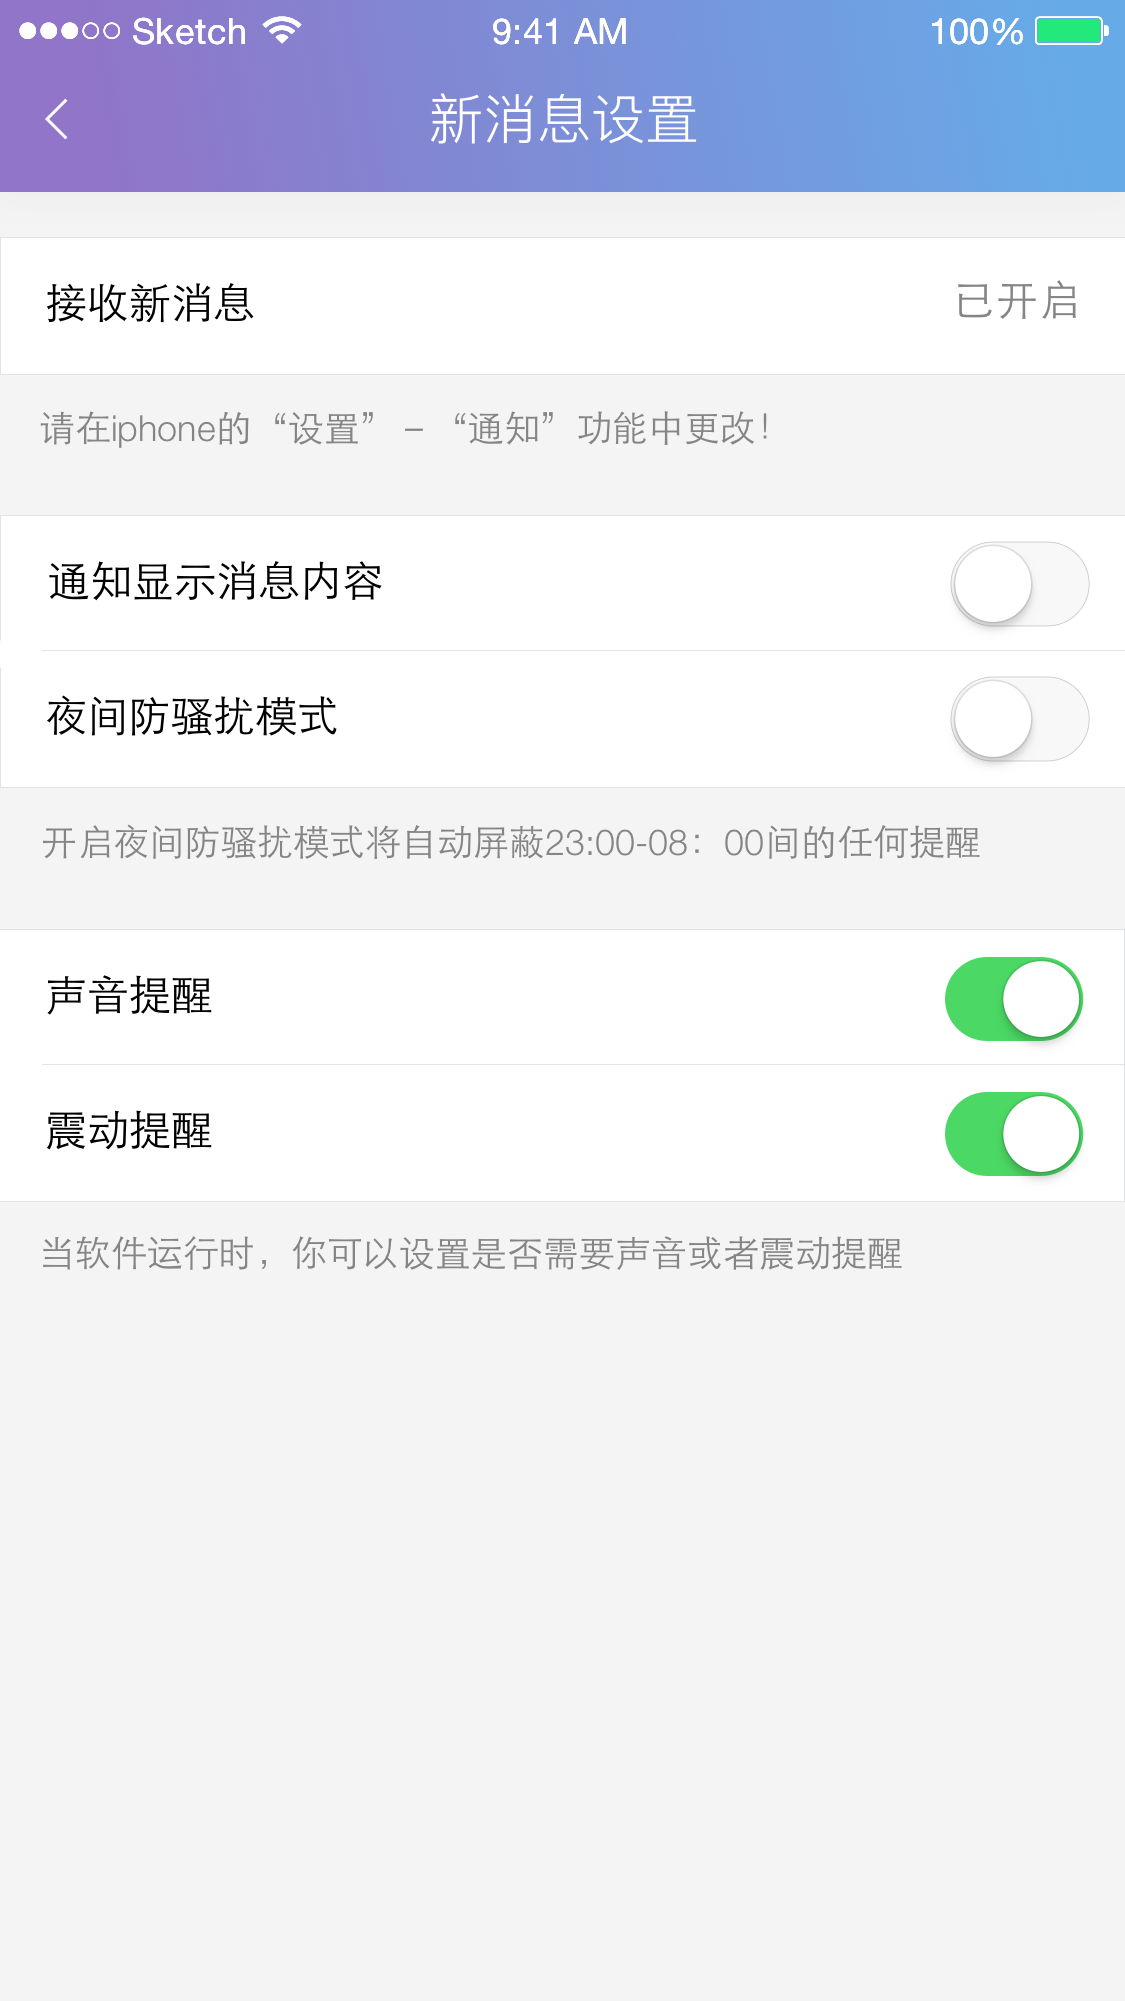 Sketch 9:41 AM 100%
新消息设置
接收新消息 已开启
请在iphone的“设置” – “通知”功能中更改！
通知显示消息内容
夜间防骚扰模式
开启夜间防骚扰模式将自动屏蔽23:00-08：00间的任何提醒
声音提醒
震动提醒
当软件运行时，你可以设置是否需要声音或者震动提醒